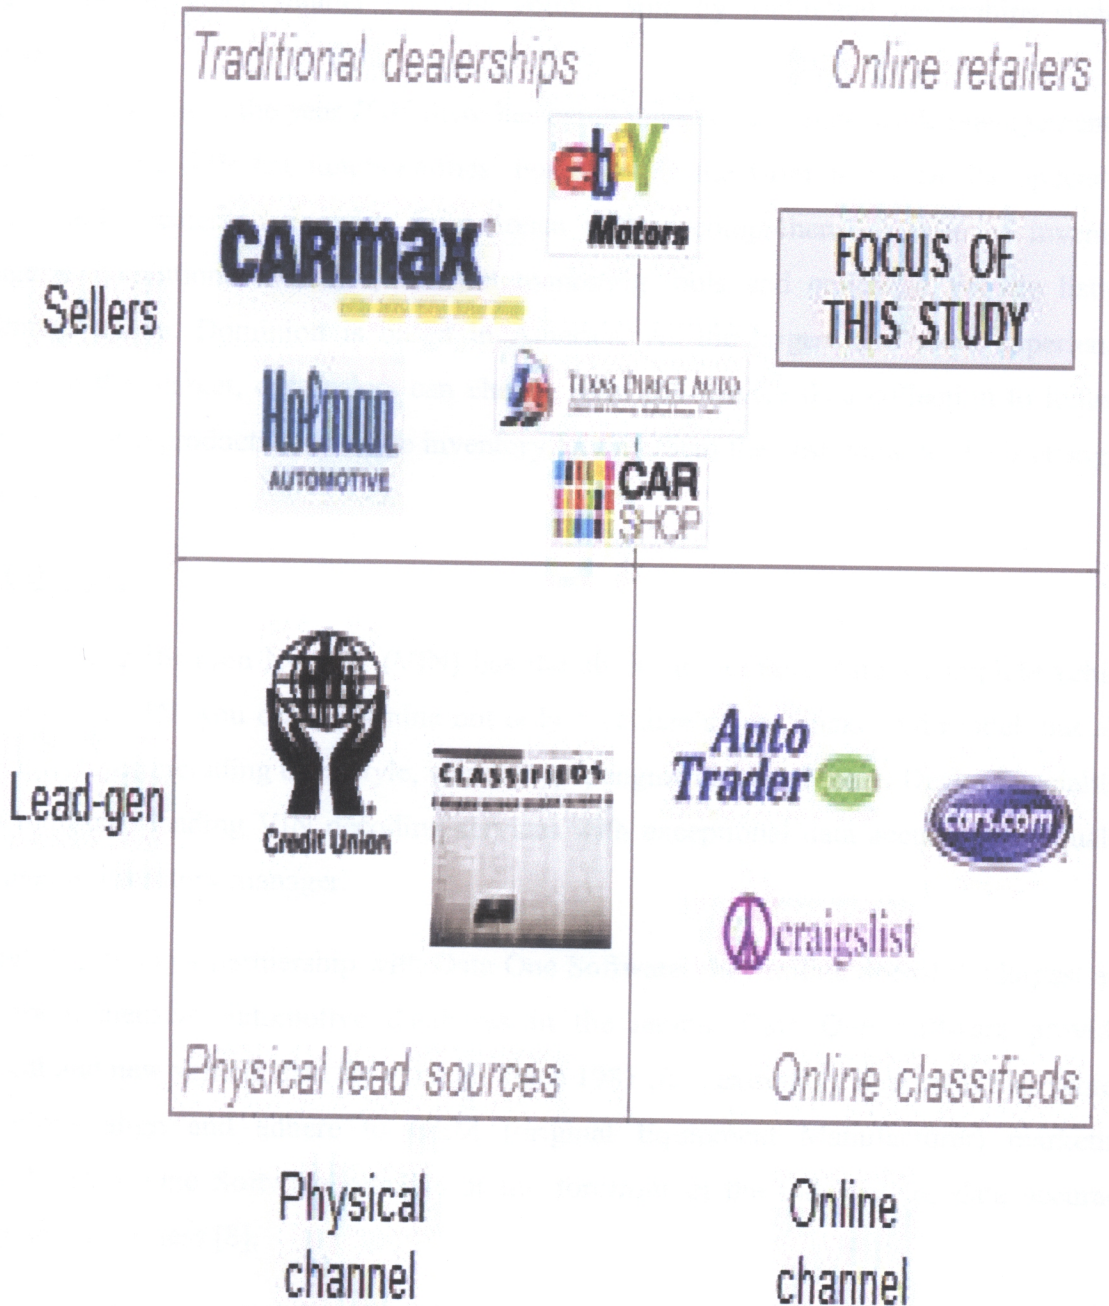 Traditional dealerships
Online retailers
ebay
Motors
CARmax
FOCUS OF
THIS STUDY
Sellers
TEXAS DIRECT AUTO
Holman
AUTOMOTIVE
CAR
SHOP
Lead-gen
Credit Union
CLASSIFIEDS
Auto
Trader
com
cars.com
craigslist
Physical lead sources
Online classifieds
Physical
channel
Online
channel